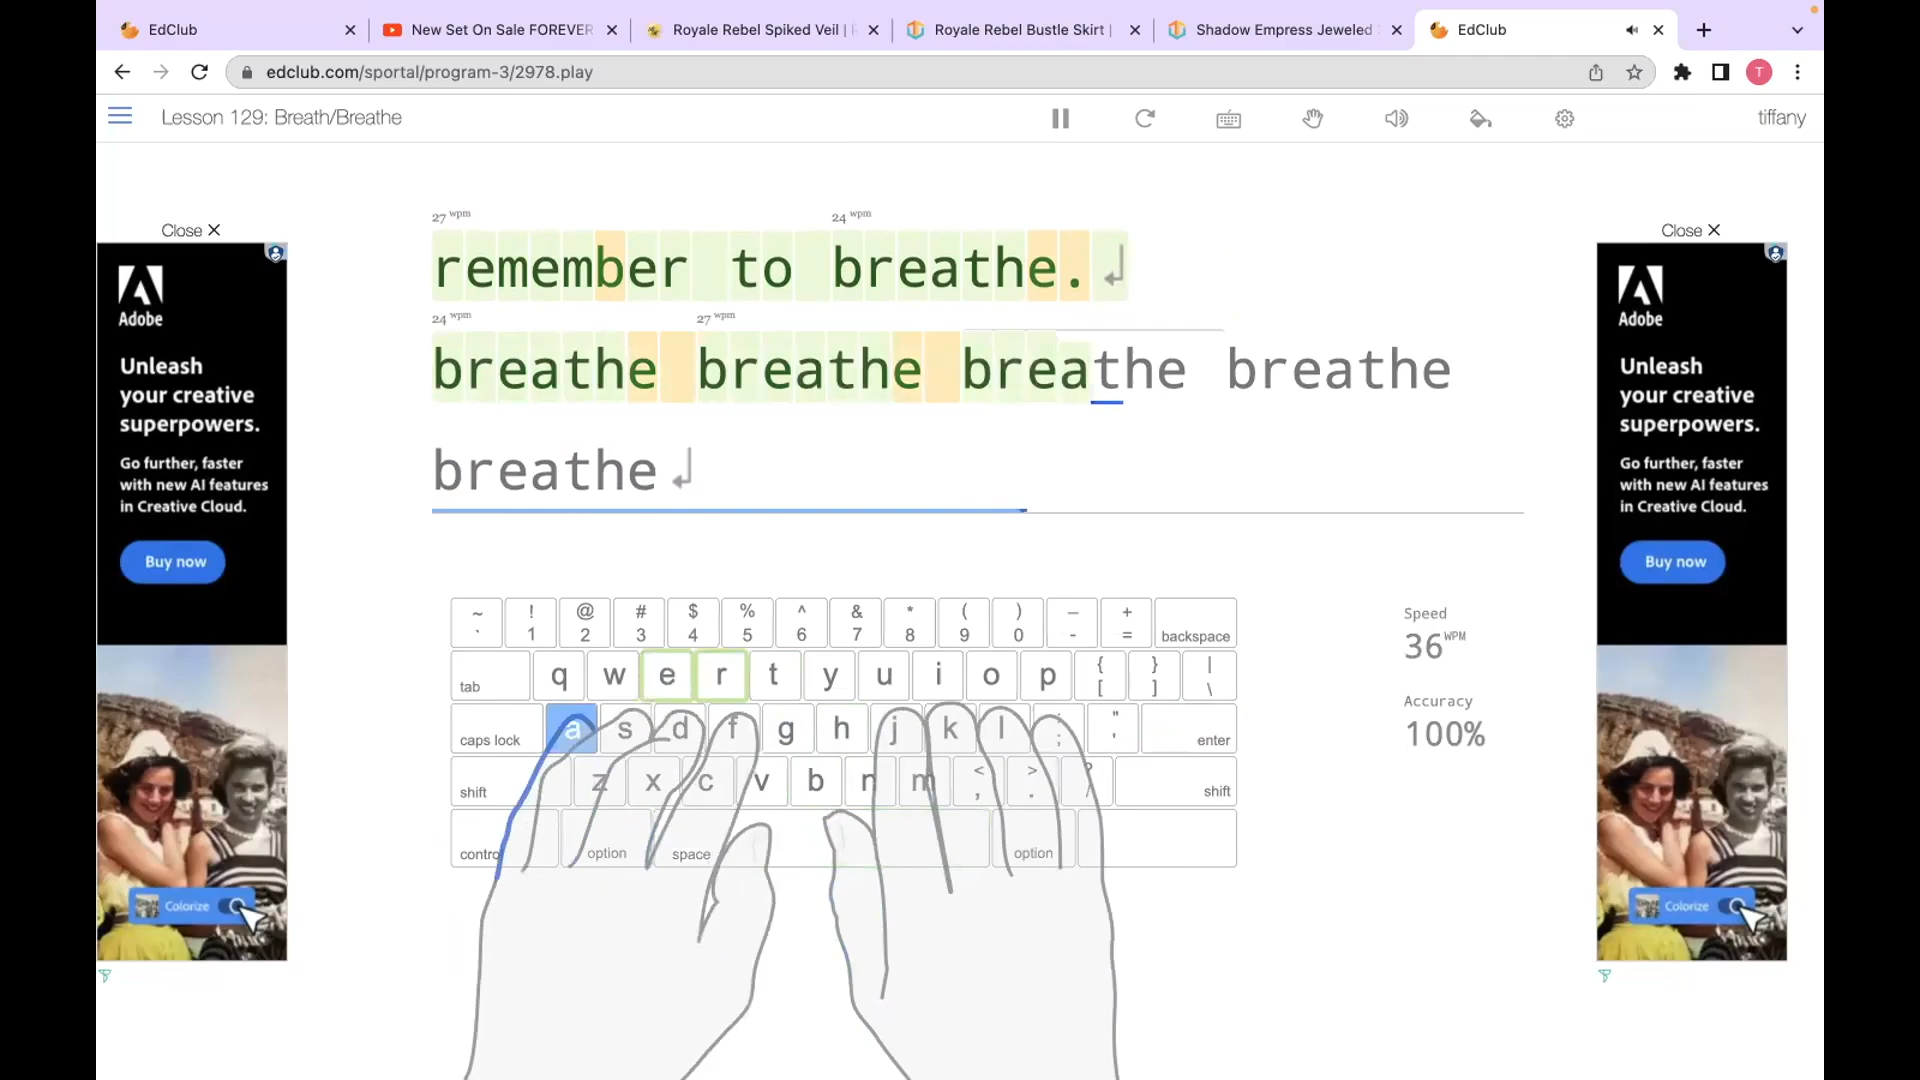 EdClub
New Set On Sale FOREVER
Royale Rebel Spiked Veil |
Royale Rebel Bustle Skirt |
Shadow Empress Jeweled
EdClub
edclub.com/sportal/program-3/2978.play
T
Lesson 129: Breath/Breathe
tiffany
Close
Close
27 wpm
24 wpm
remember to breathe.
24 wpm
27 wpm
breathe breathe breathe breathe
breathe
Adobe
Unleash
your creative
superpowers.
Go further, faster
with new AI features
in Creative Cloud.
Buy now
Colorize
Adobe
Unleash
your creative
superpowers.
Go further, faster
with new AI features
in Creative Cloud.
Buy now
Colorize
~ ! @ # $ % ^ & * ( ) – +
` 1 2 3 4 5 6 7 8 9 0 - = backspace
tab q w e r t y u i o p { [ } ] | \
caps lock a s d f g h j k l : ; " ' enter
shift z x c v b n m < , > . ? / shift
control option space option
Speed
36 WPM
Accuracy
100%